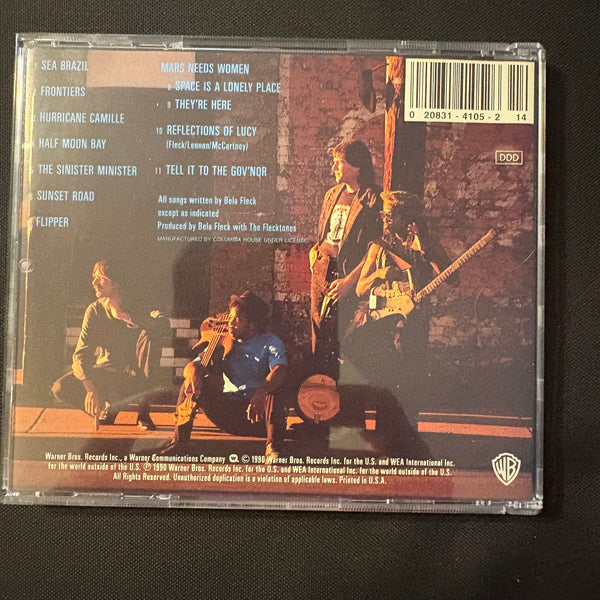 1 SEA BRAZIL
2 FRONTIERS
HURRICANE CAMILLE
HALF MOON BAY
THE SINISTER MINISTER
SUNSET ROAD
FLIPPER
MARS NEEDS WOMEN
8 SPACE IS A LONELY PLACE
9 THEY'RE HERE
10 REFLECTIONS OF LUCY
(Fleck/Lennon/McCartney)
11 TELL IT TO THE GOV'NOR
All songs written by Bela Fleck
except as indicated
Produced by Bela Fleck with The Flecktones
MANUFACTURED BY COLUMBIA HOUSE UNDER LICENSE
0 20831-4105-2 14
DDD
Warner Bros. Records Inc., a Warner Communications Company © 1990 Warner Bros. Records Inc. for the U.S. and WEA International Inc.
for the world outside of the U.S. ℗ 1990 Warner Bros. Records Inc. for the U.S. and WEA International Inc. for the world outside of the U.S.
All Rights Reserved. Unauthorized duplication is a violation of applicable laws. Printed in U.S.A.
WB